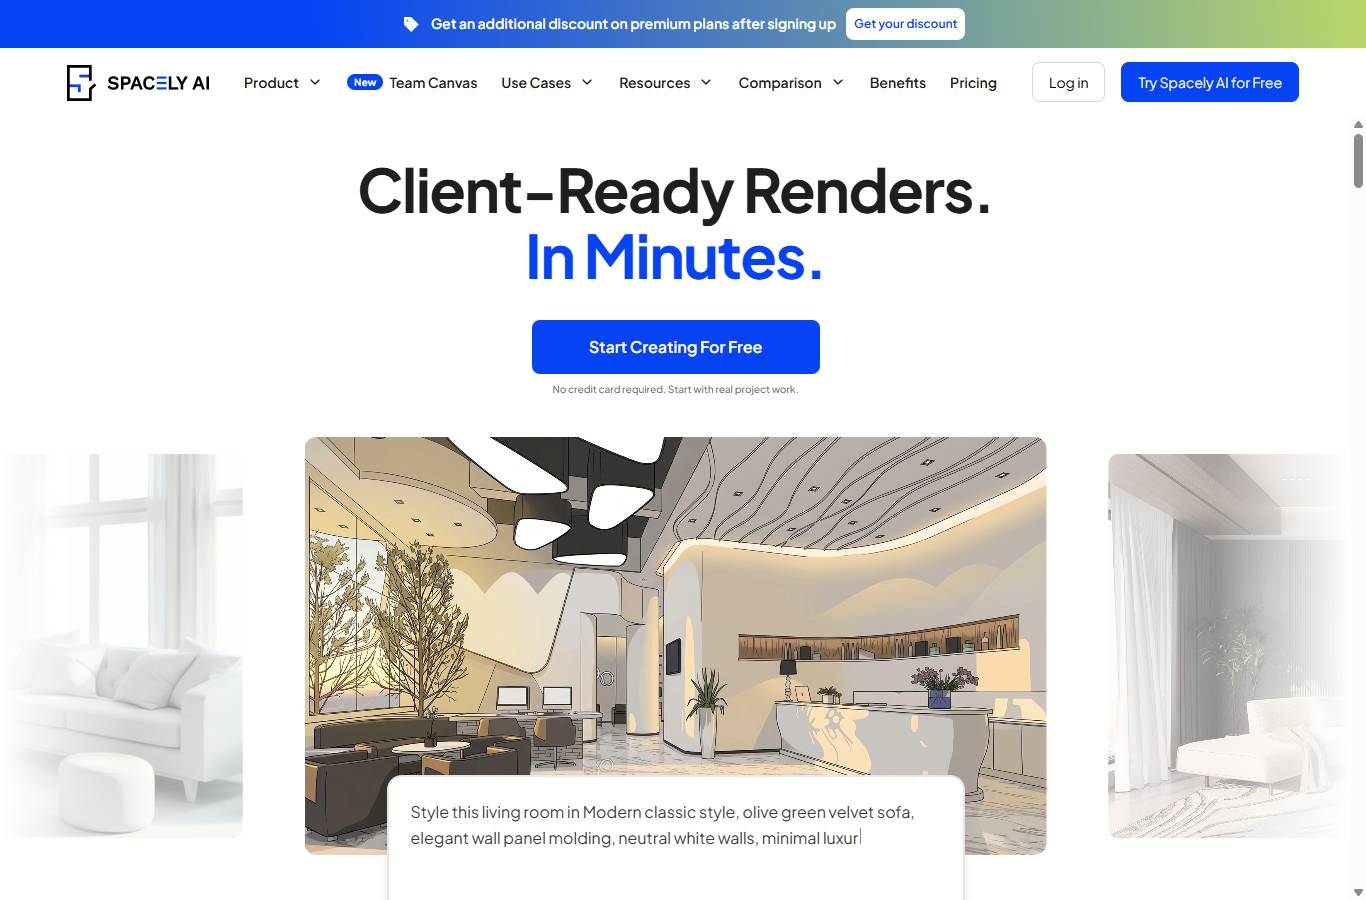 Get an additional discount on premium plans after signing up
Get your discount
SPACELY AI
Product
New
Team Canvas
Use Cases
Resources
Comparison
Benefits
Pricing
Log in
Try Spacely AI for Free
Client-Ready Renders.
In Minutes.
Start Creating For Free
No credit card required. Start with real project work.
Style this living room in Modern classic style, olive green velvet sofa,
elegant wall panel molding, neutral white walls, minimal luxur